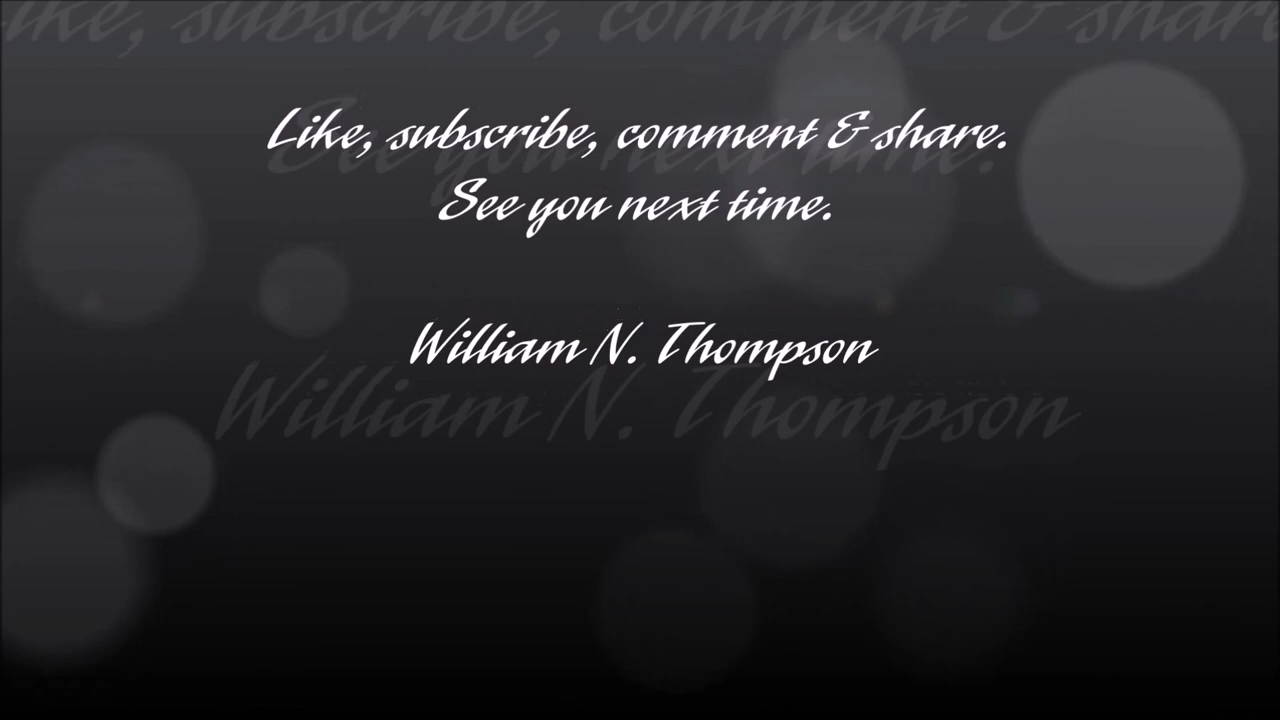 Like, subscribe, comment & share.
See you next time.
William N. Thompson